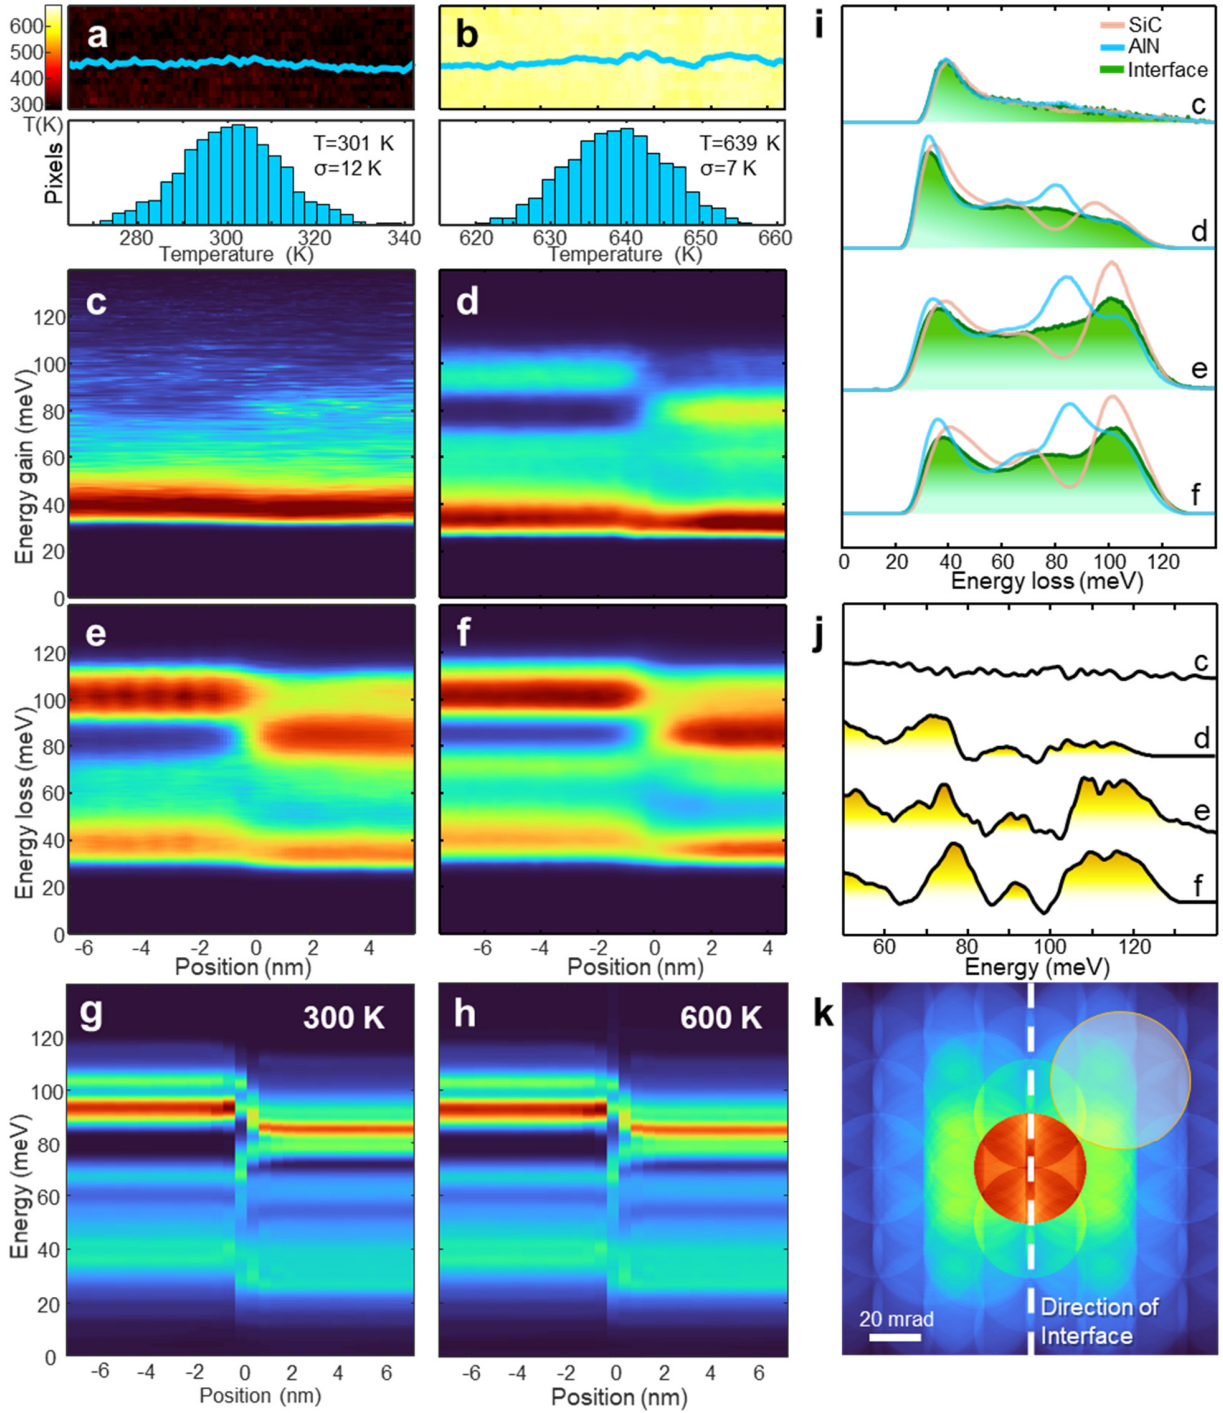 a
600
500
400
300
T(K)
b
Pixels
T=301 K
σ=12 K
280 300 320 340
Temperature (K)
T=639 K
σ=7 K
620 630 640 650 660
Temperature (K)
c
Energy gain (meV)
120
100
80
60
40
20
0
d
e
Energy loss (meV)
120
100
80
60
40
20
0
-6 -4 -2 0 2 4
Position (nm)
f
-6 -4 -2 0 2 4
Position (nm)
g
300 K
Energy (meV)
120
100
80
60
40
20
0
-6 -4 -2 0 2 4 6
Position (nm)
h
600 K
-6 -4 -2 0 2 4 6
Position (nm)
i
SiC
AlN
Interface
c
d
e
f
0 20 40 60 80 100 120
Energy loss (meV)
j
c
d
e
f
60 80 100 120
Energy (meV)
k
20 mrad
Direction of
Interface